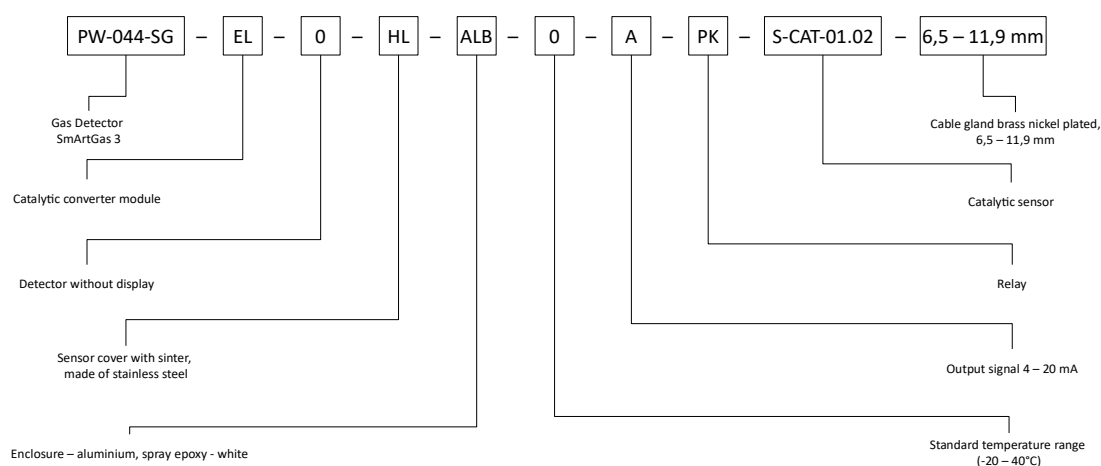 PW-044-SG – EL – 0 – HL – ALB – 0 – A – PK – S-CAT-01.02 – 6,5 – 11,9 mm
Gas Detector
SmArtGas 3
Cable gland brass nickel plated,
6,5 – 11,9 mm
Catalytic converter module
Catalytic sensor
Detector without display
Relay
Sensor cover with sinter,
made of stainless steel
Output signal 4 – 20 mA
Enclosure – aluminium, spray epoxy - white
Standard temperature range
(-20 – 40°C)